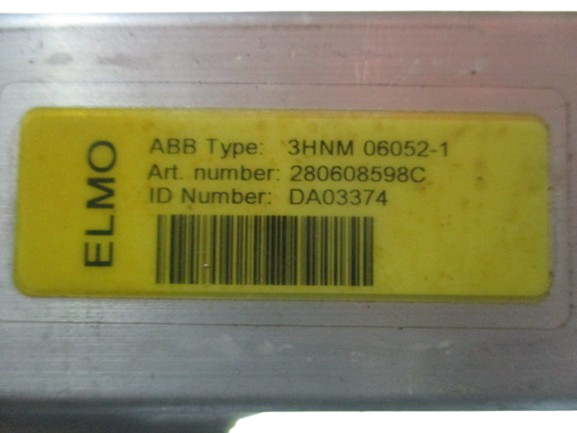 ELMO
ABB Type: 3HNM 06052-1
Art. number: 280608598C
ID Number: DA03374